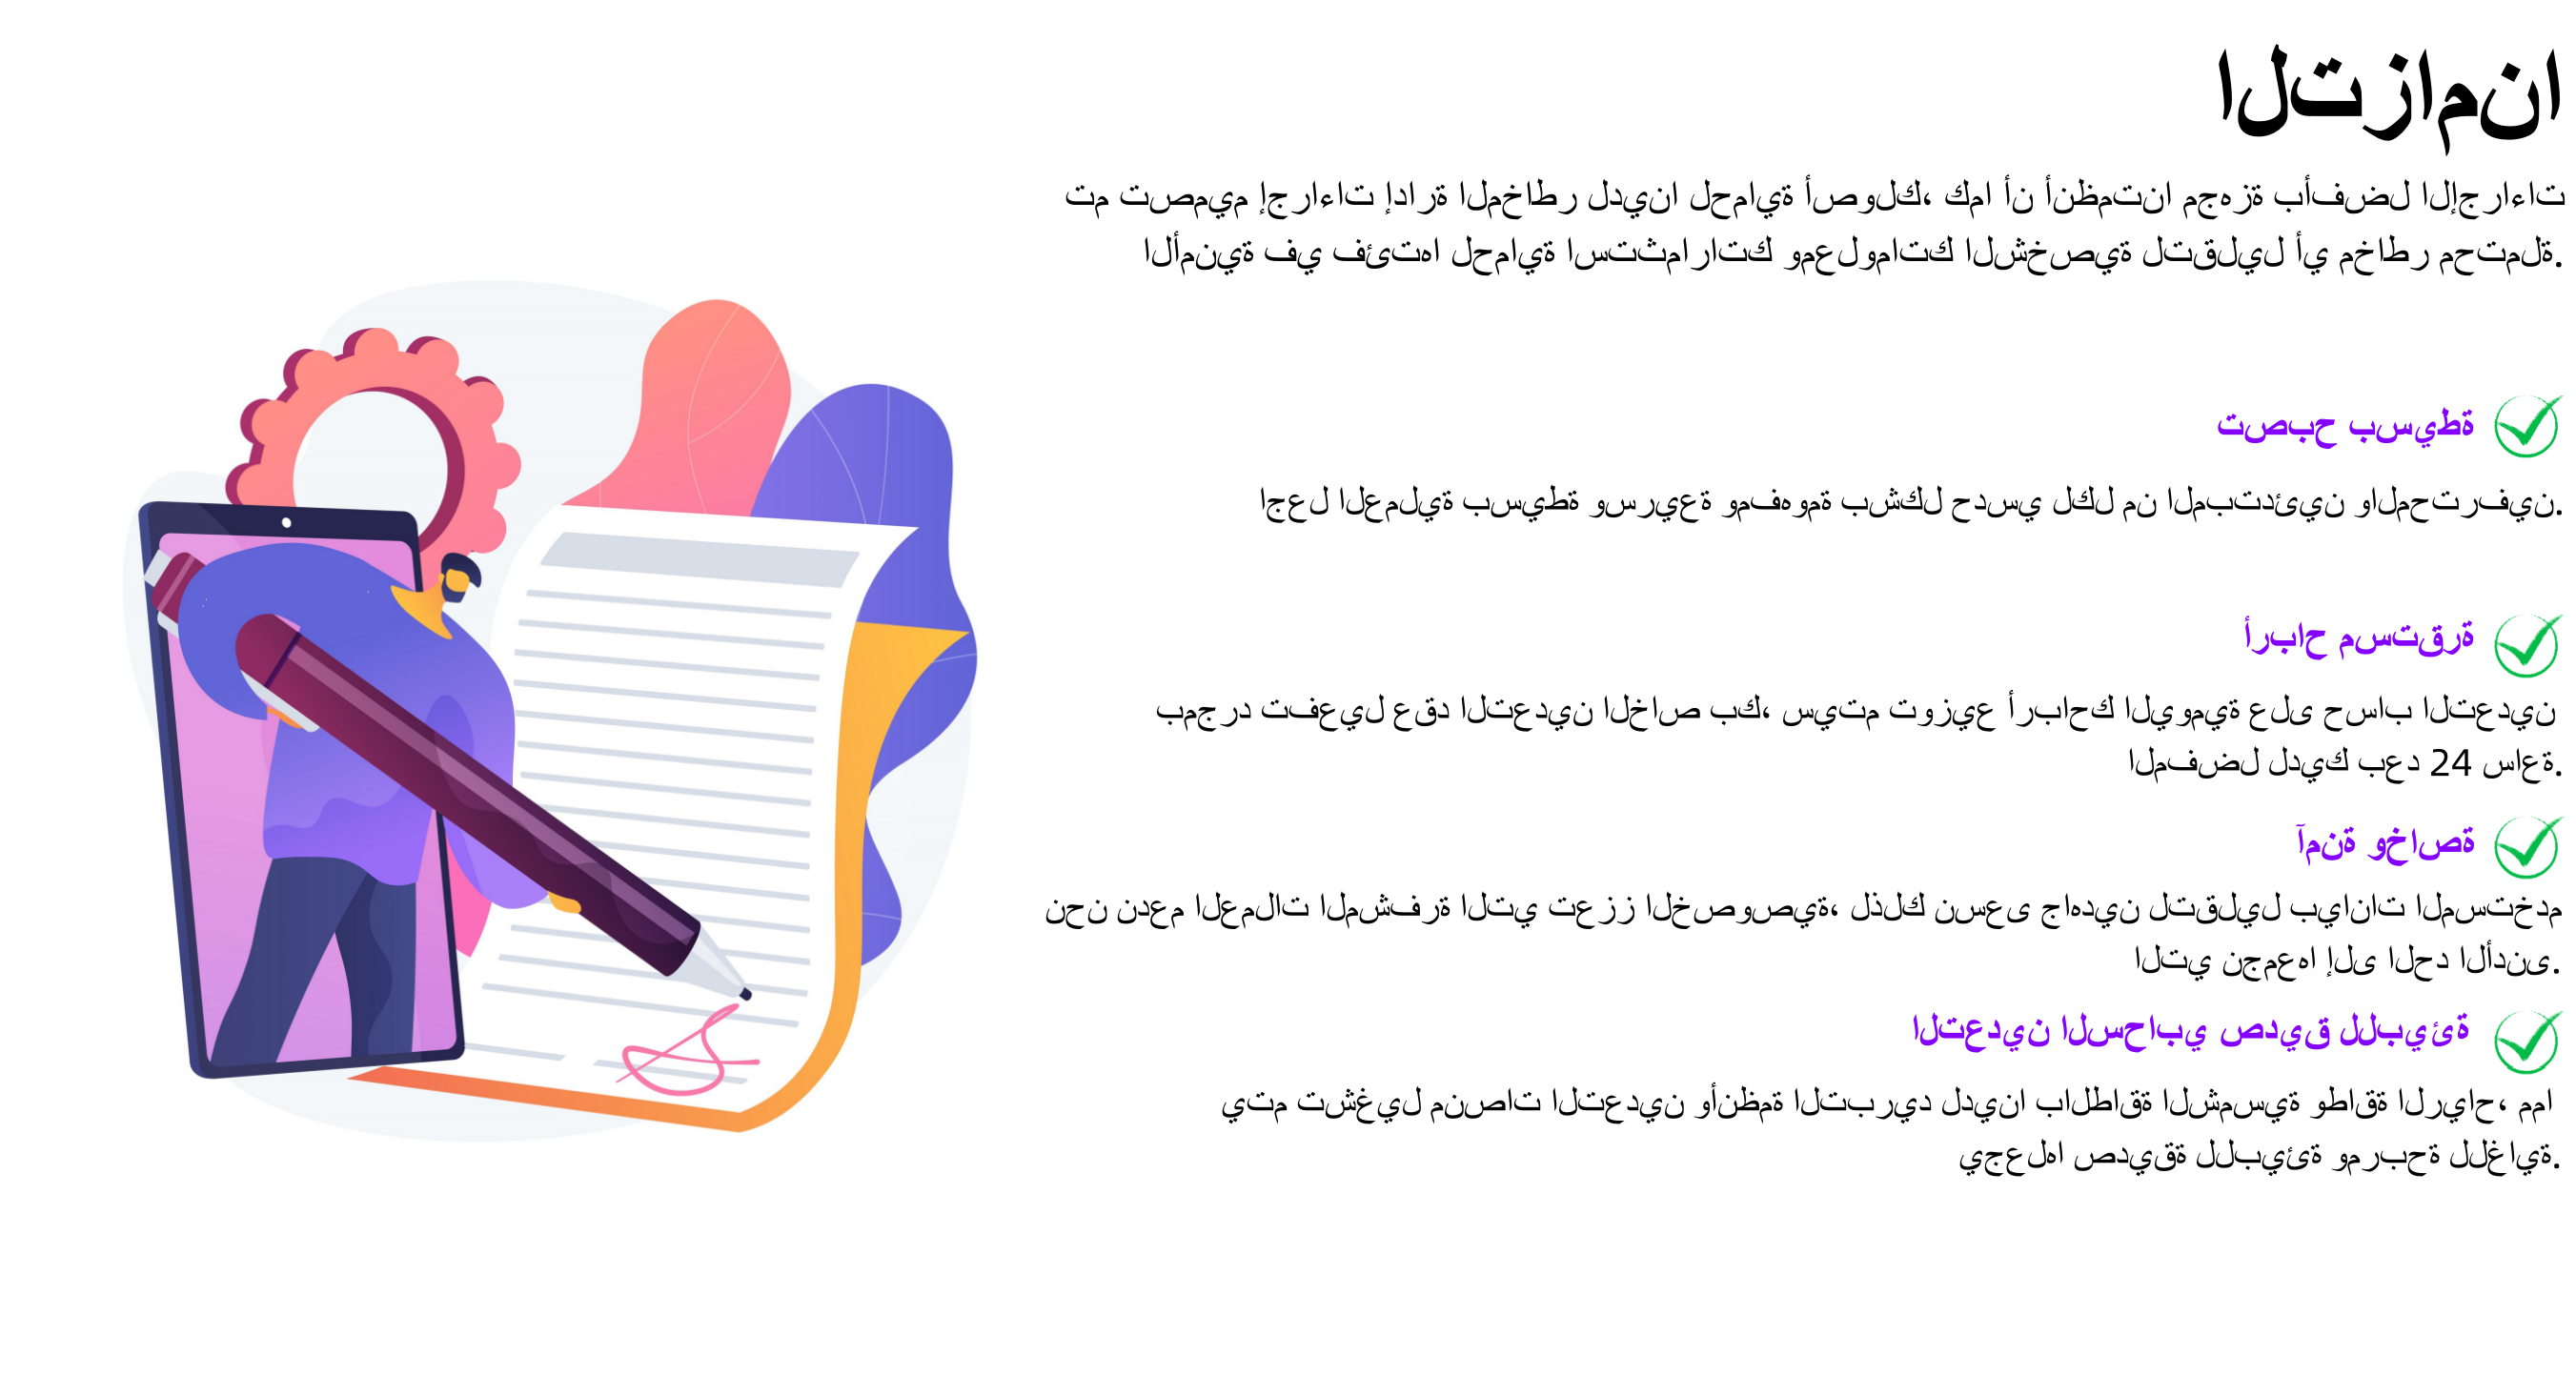 التزامنا
تم تصميم إجراءات إدارة المخاطر لدينا لحماية أصولك، كما أن أنظمتنا مجهزة بأفضل الإجراءات
الأمنية في فئتها لحماية استثماراتك ومعلوماتك الشخصية لتقليل أي مخاطر محتملة.
تصبح بسيطة
اجعل العملية بسيطة وسريعة ومفهومة بشكل حدسي لكل من المبتدئين والمحترفين.
أرباح مستقرة
بمجرد تفعيل عقد التعدين الخاص بك، سيتم توزيع أرباحك اليومية على حساب التعدين
المفضل لديك بعد 24 ساعة.
آمنة وخاصة
نحن ندعم العملات المشفرة التي تعزز الخصوصية، لذلك نسعى جاهدين لتقليل بيانات المستخدم
التي نجمعها إلى الحد الأدنى.
التعدين السحابي صديق للبيئة
يتم تشغيل منصات التعدين وأنظمة التبريد لدينا بالطاقة الشمسية وطاقة الرياح، مما
يجعلها صديقة للبيئة ومربحة للغاية.